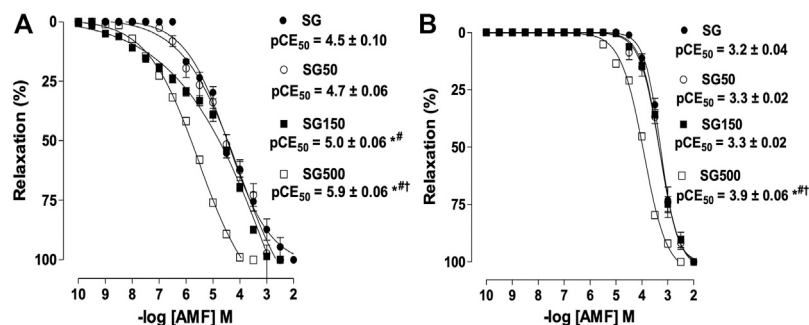 A
Relaxation (%)
0
25
50
75
100
10 9 8 7 6 5 4 3 2
-log [AMF] M
SG
pCE50 = 4.5 ± 0.10
SG50
pCE50 = 4.7 ± 0.06
SG150
pCE50 = 5.0 ± 0.06 *#
SG500
pCE50 = 5.9 ± 0.06 *#†
B
Relaxation (%)
0
25
50
75
100
10 9 8 7 6 5 4 3 2
-log [AMF] M
SG
pCE50 = 3.2 ± 0.04
SG50
pCE50 = 3.3 ± 0.02
SG150
pCE50 = 3.3 ± 0.02
SG500
pCE50 = 3.9 ± 0.06 *#†